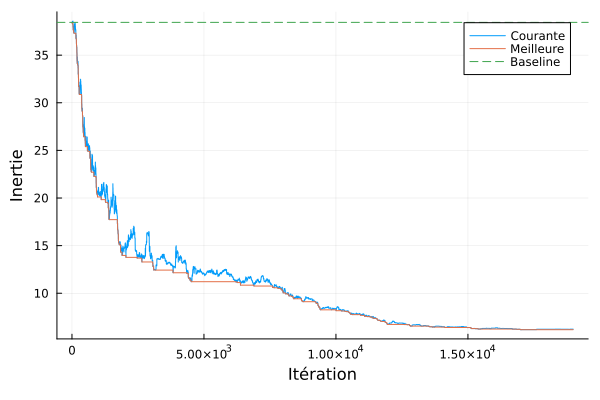 Inertie
35
30
25
20
15
10
Courante
Meilleure
Baseline
0
5.00×10³
1.00×10⁴
1.50×10⁴
Itération